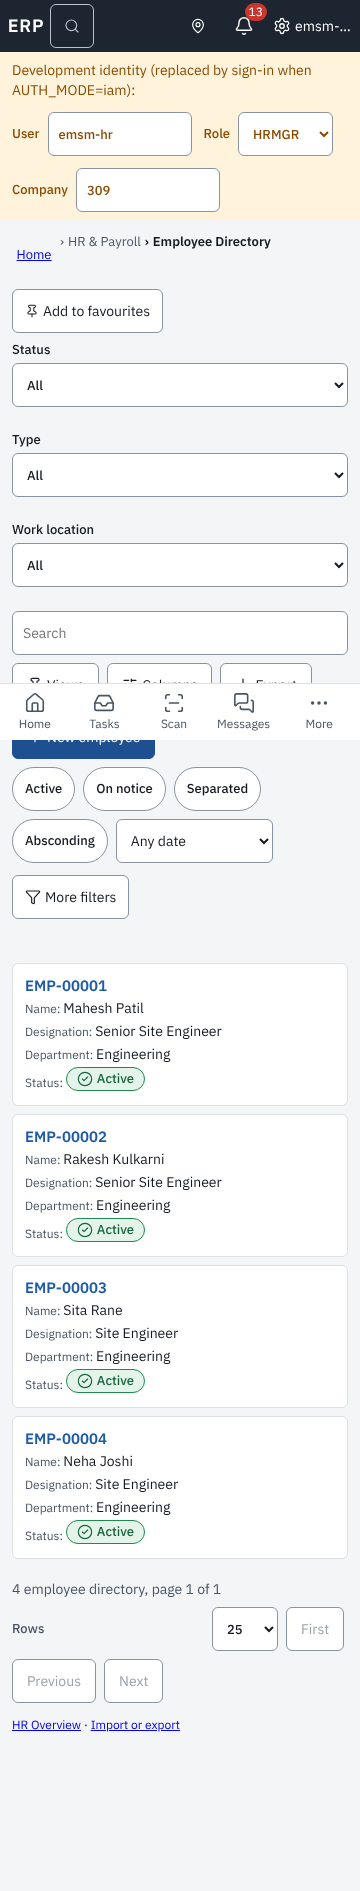 ERP
13
emsm-...
Development identity (replaced by sign-in when
AUTH_MODE=iam):
User emsm-hr Role HRMGR
Company 309
Home › HR & Payroll › Employee Directory
Add to favourites
Status
All
Type
All
Work location
All
Search
Home Tasks Scan Messages More
New employee
Active On notice Separated
Absconding Any date
More filters
EMP-00001
Name: Mahesh Patil
Designation: Senior Site Engineer
Department: Engineering
Status: Active
EMP-00002
Name: Rakesh Kulkarni
Designation: Senior Site Engineer
Department: Engineering
Status: Active
EMP-00003
Name: Sita Rane
Designation: Site Engineer
Department: Engineering
Status: Active
EMP-00004
Name: Neha Joshi
Designation: Site Engineer
Department: Engineering
Status: Active
4 employee directory, page 1 of 1
Rows 25 First
Previous Next
HR Overview · Import or export